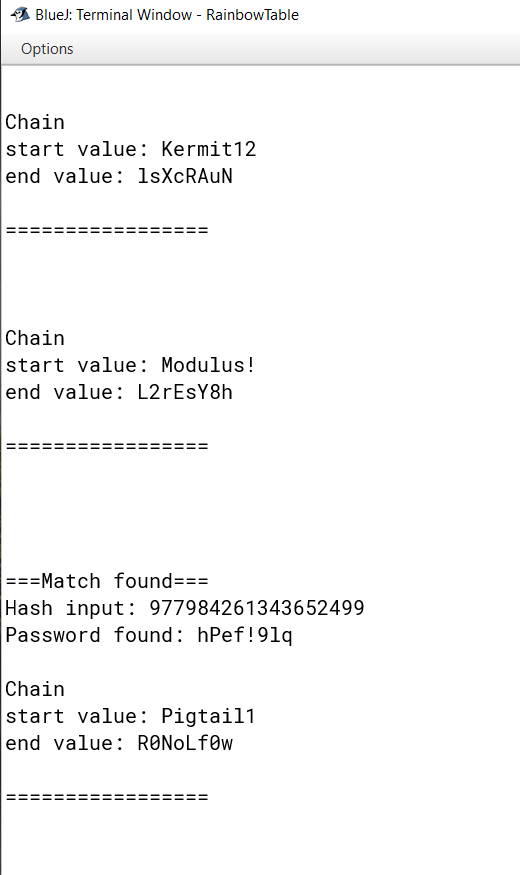 BlueJ: Terminal Window - RainbowTable
Options
Chain
start value: Kermit12
end value: lsXcRAuN
=================
Chain
start value: Modulus!
end value: L2rEsY8h
=================
===Match found===
Hash input: 977984261343652499
Password found: hPef!9lq
Chain
start value: Pigtail1
end value: R0NoLf0w
=================